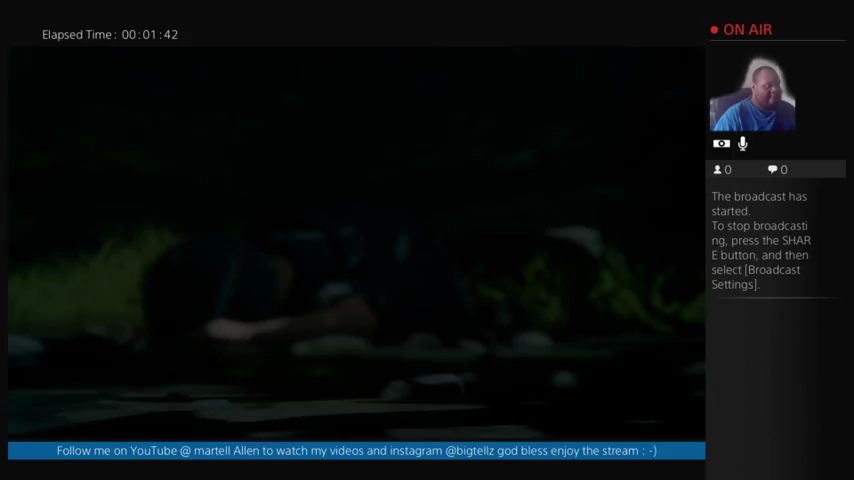 Elapsed Time: 00:01:42
ON AIR
0 0
The broadcast has
started.
To stop broadcasti
ng, press the SHAR
E button, and then
select [Broadcast
Settings].
Follow me on YouTube @ martell Allen to watch my videos and instagram @bigtellz god bless enjoy the stream : -)